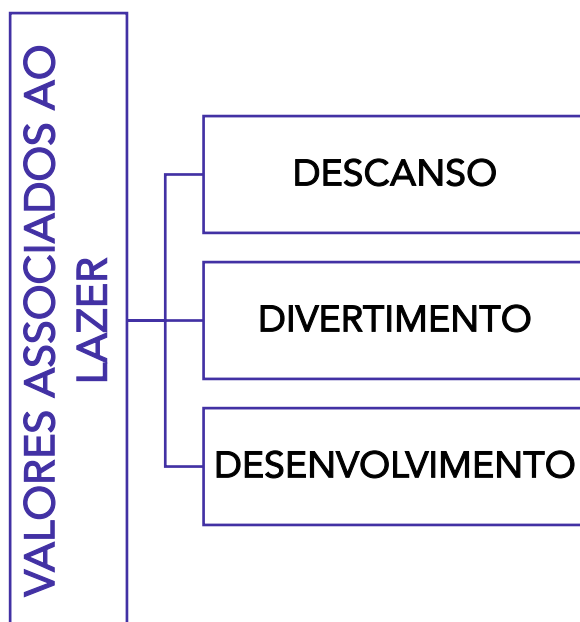 VALORES ASSOCIADOS AO
LAZER
DESCANSO
DIVERTIMENTO
DESENVOLVIMENTO